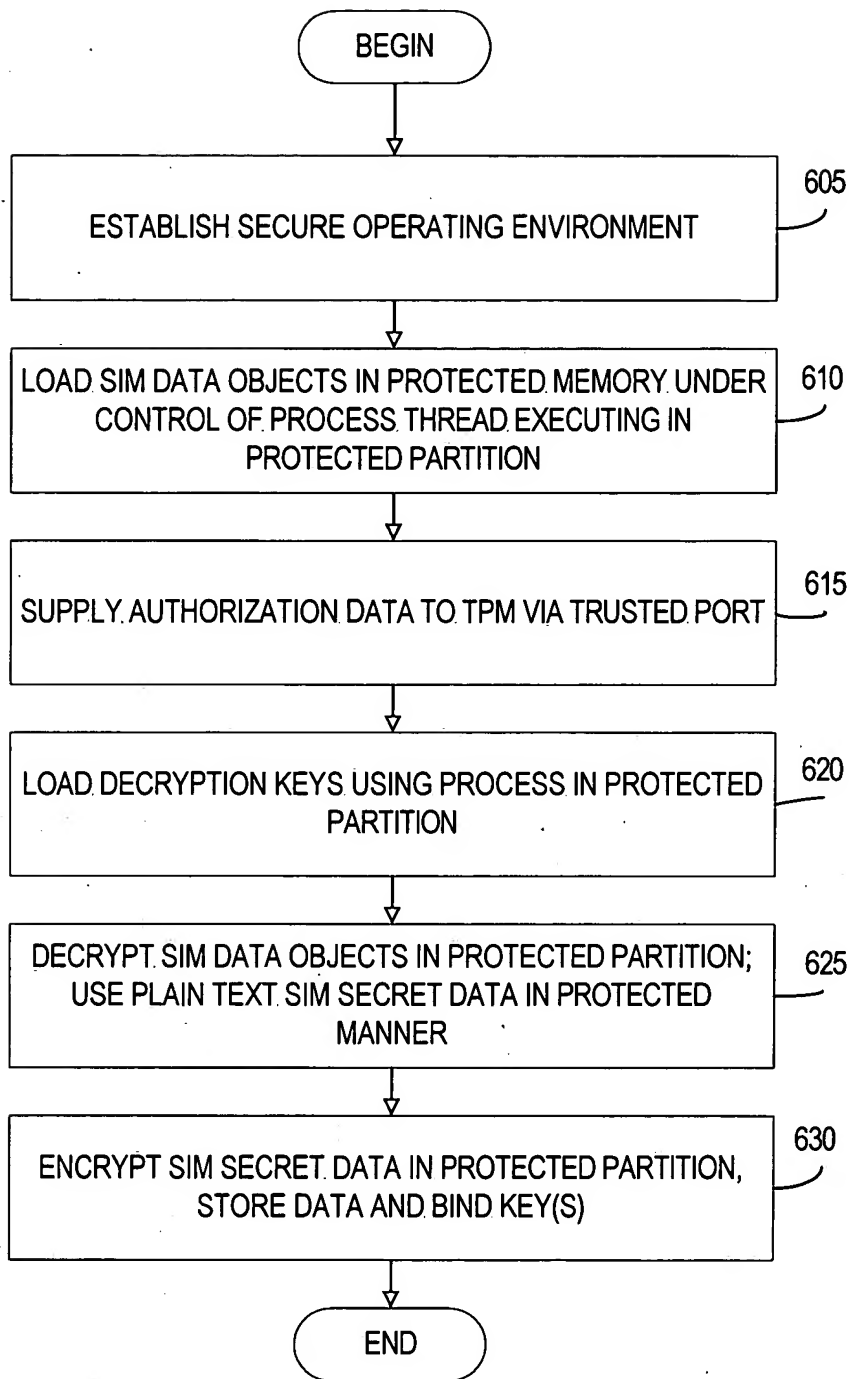 BEGIN
ESTABLISH SECURE OPERATING ENVIRONMENT
605
LOAD SIM DATA OBJECTS IN PROTECTED MEMORY UNDER
CONTROL OF PROCESS THREAD EXECUTING IN
PROTECTED PARTITION
610
SUPPLY AUTHORIZATION DATA TO TPM VIA TRUSTED PORT
615
LOAD DECRYPTION KEYS USING PROCESS IN PROTECTED
PARTITION
620
DECRYPT SIM DATA OBJECTS IN PROTECTED PARTITION;
USE PLAIN TEXT SIM SECRET DATA IN PROTECTED
MANNER
625
ENCRYPT SIM SECRET DATA IN PROTECTED PARTITION,
STORE DATA AND BIND KEY(S)
630
END